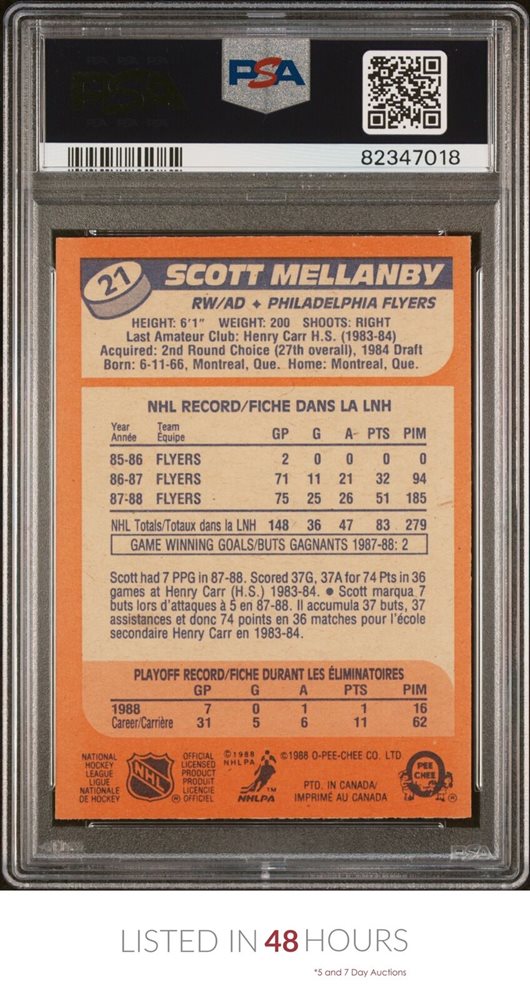 PSA
82347018
21
SCOTT MELLANBY
RW/AD ✦ PHILADELPHIA FLYERS
HEIGHT: 6'1" WEIGHT: 200 SHOOTS: RIGHT
Last Amateur Club: Henry Carr H.S. (1983-84)
Acquired: 2nd Round Choice (27th overall), 1984 Draft
Born: 6-11-66, Montreal, Que. Home: Montreal, Que.
NHL RECORD/FICHE DANS LA LNH
Year Team
Année Équipe GP G A PTS PIM
85-86 FLYERS 2 0 0 0 0
86-87 FLYERS 71 11 21 32 94
87-88 FLYERS 75 25 26 51 185
NHL Totals/Totaux dans la LNH 148 36 47 83 279
GAME WINNING GOALS/BUTS GAGNANTS 1987-88: 2
Scott had 7 PPG in 87-88. Scored 37G, 37A for 74 Pts in 36
games at Henry Carr (H.S.) 1983-84. • Scott marqua 7
buts lors d'attaques à 5 en 87-88. Il accumula 37 buts, 37
assistances et donc 74 points en 36 matches pour l'école
secondaire Henry Carr en 1983-84.
PLAYOFF RECORD/FICHE DURANT LES ÉLIMINATOIRES
GP G A PTS PIM
1988 7 0 1 1 16
Career/Carrière 31 5 6 11 62
NATIONAL
HOCKEY
LEAGUE
LIGUE
NATIONALE
DE HOCKEY
NHL
OFFICIAL
LICENSED
PRODUCT
PRODUIT
LICENCIE
OFFICIEL
©1988
NHLPA
NHLPA
©1988 O-PEE-CHEE CO. LTD.
PTD. IN CANADA/
IMPRIMÉ AU CANADA
O
PEE
CHEE
PSA
LISTED IN 48 HOURS
*5 and 7 Day Auctions